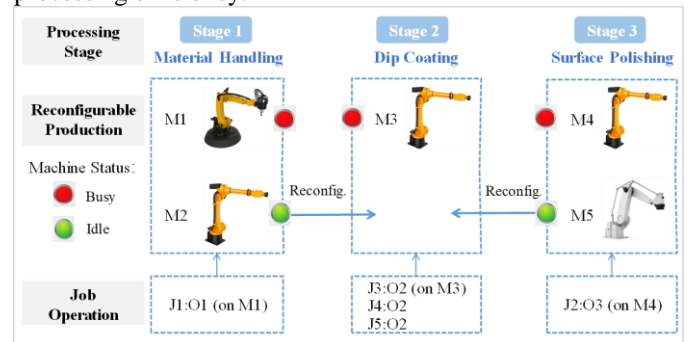 processing efficiency.
Processing Stage
Stage 1
Stage 2
Stage 3
Material Handling
Dip Coating
Surface Polishing
Reconfigurable Production
M1
M3
M4
Machine Status:
Busy
Idle
M2
Reconfig.
Reconfig.
M5
Job Operation
J1:O1 (on M1)
J3:O2 (on M3)
J4:O2
J5:O2
J2:O3 (on M4)